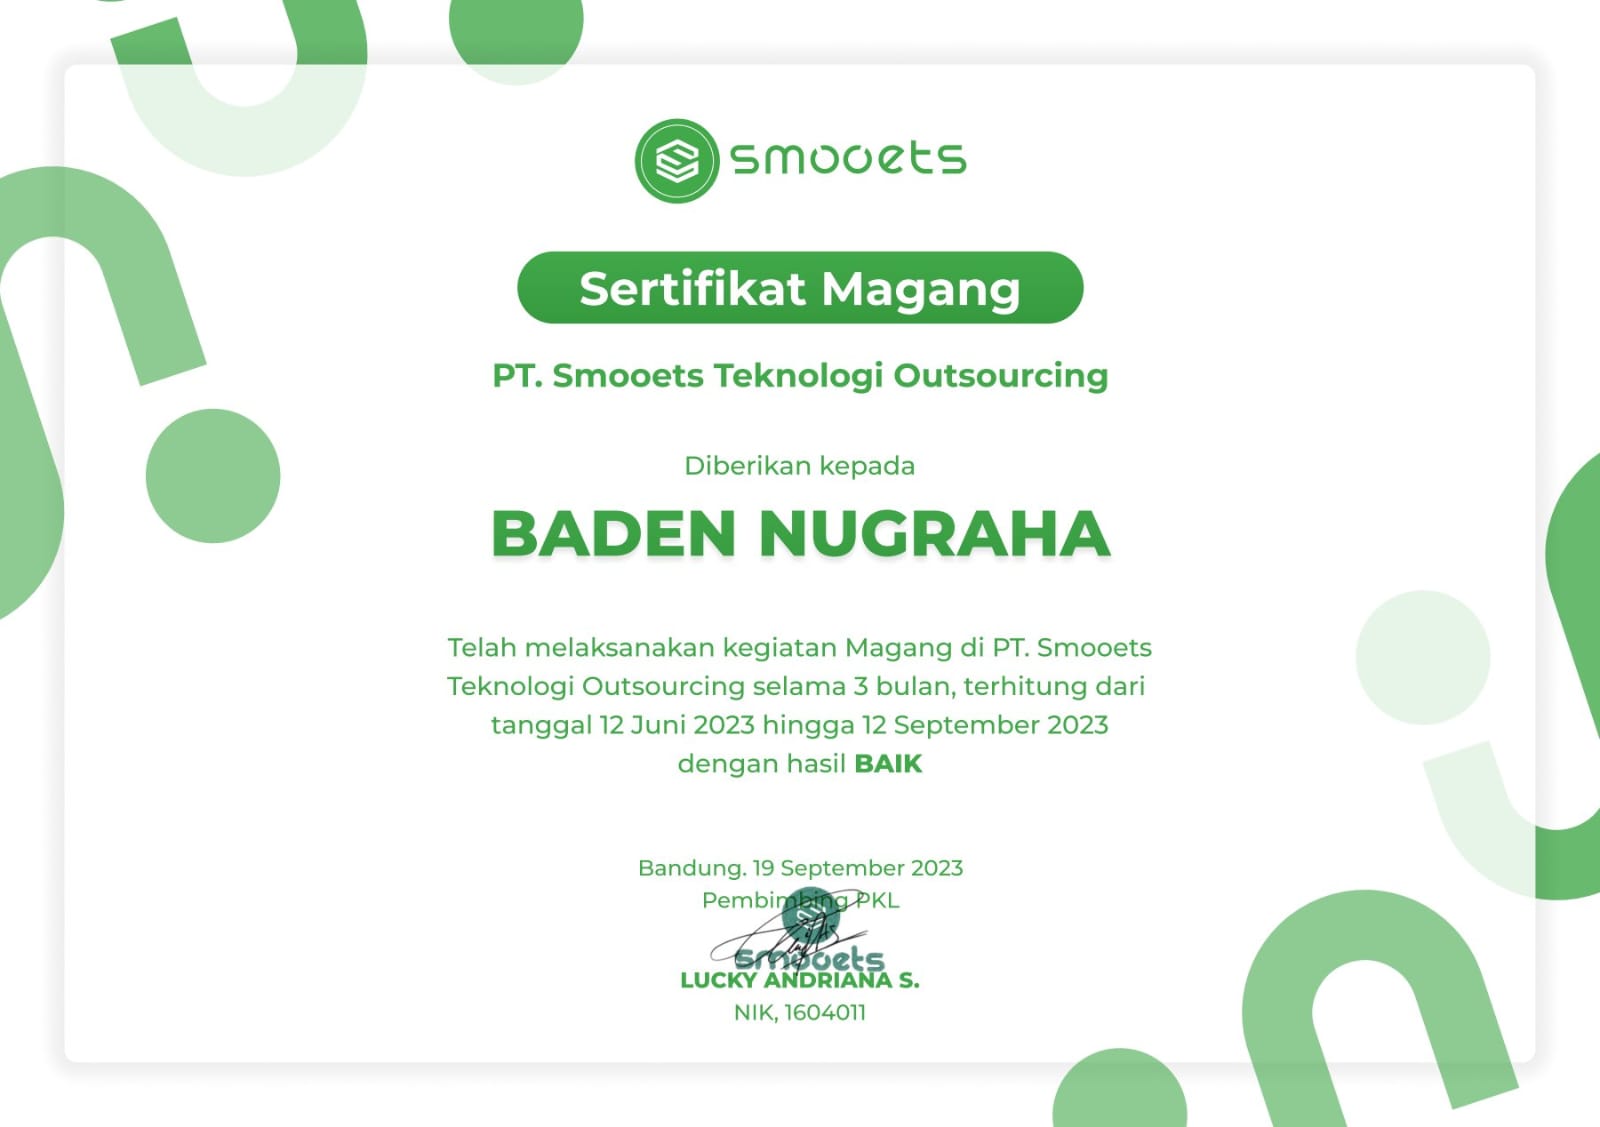 smooets
Sertifikat Magang
PT. Smooets Teknologi Outsourcing
Diberikan kepada
BADEN NUGRAHA
Telah melaksanakan kegiatan Magang di PT. Smooets
Teknologi Outsourcing selama 3 bulan, terhitung dari
tanggal 12 Juni 2023 hingga 12 September 2023
dengan hasil BAIK
Bandung. 19 September 2023
Pembimbing PKL
smooets
LUCKY ANDRIANA S.
NIK, 1604011